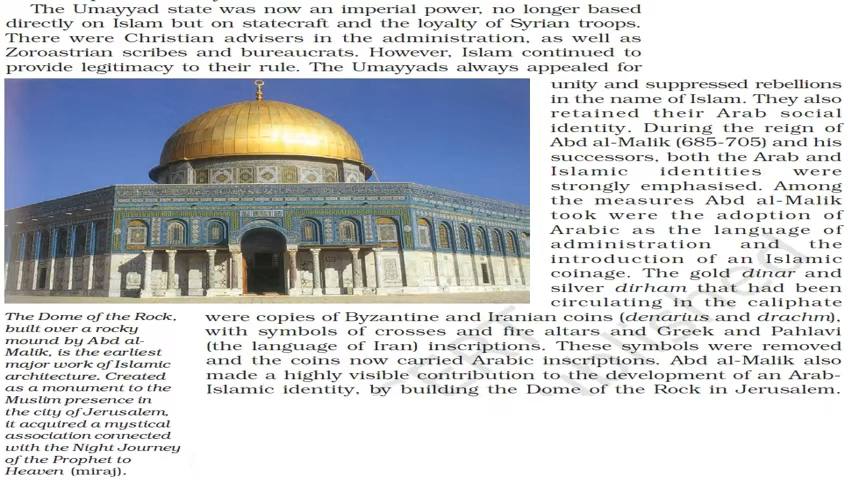 The Umayyad state was now an imperial power, no longer based
directly on Islam but on statecraft and the loyalty of Syrian troops.
There were Christian advisers in the administration, as well as
Zoroastrian scribes and bureaucrats. However, Islam continued to
provide legitimacy to their rule. The Umayyads always appealed for
unity and suppressed rebellions
in the name of Islam. They also
retained their Arab social
identity. During the reign of
Abd al-Malik (685-705) and his
successors, both the Arab and
Islamic identities were
strongly emphasised. Among
the measures Abd al-Malik
took were the adoption of
Arabic as the language of
administration and the
introduction of an Islamic
coinage. The gold dinar and
silver dirham that had been
circulating in the caliphate
were copies of Byzantine and Iranian coins (denarius and drachm),
with symbols of crosses and fire altars and Greek and Pahlavi
(the language of Iran) inscriptions. These symbols were removed
and the coins now carried Arabic inscriptions. Abd al-Malik also
made a highly visible contribution to the development of an Arab-
Islamic identity, by building the Dome of the Rock in Jerusalem.
The Dome of the Rock,
built over a rocky
mound by Abd al-
Malik, is the earliest
major work of Islamic
architecture. Created
as a monument to the
Muslim presence in
the city of Jerusalem,
it acquired a mystical
association connected
with the Night Journey
of the Prophet to
Heaven (miraj).